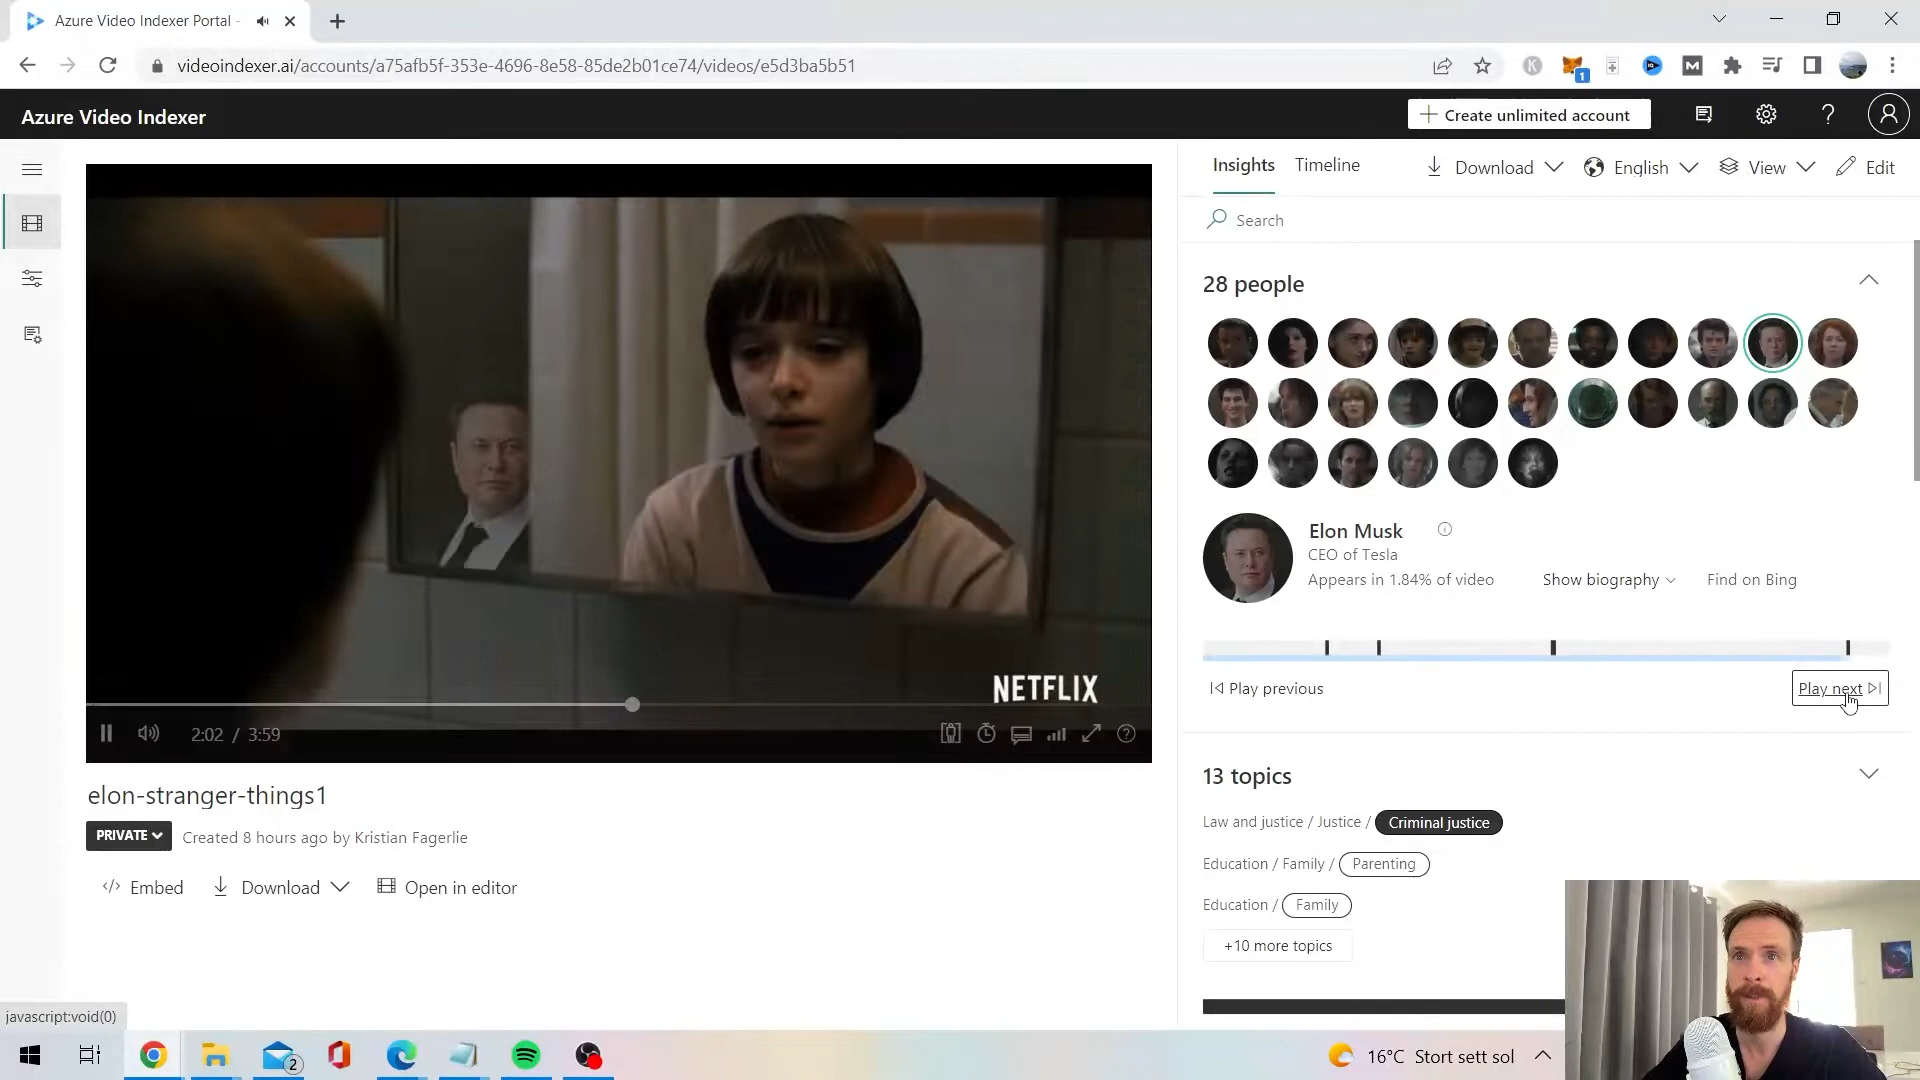 Azure Video Indexer Portal -
videoindexer.ai/accounts/a75afb5f-353e-4696-8e58-85de2b01ce74/videos/e5d3ba5b51
1
Azure Video Indexer
Create unlimited account
Insights
Timeline
Download
English
View
Edit
Search
28 people
Elon Musk
CEO of Tesla
Appears in 1.84% of video
Show biography
Find on Bing
Play previous
Play next
NETFLIX
2:02 / 3:59
elon-stranger-things1
PRIVATE
Created 8 hours ago by Kristian Fagerlie
Embed
Download
Open in editor
13 topics
Law and justice / Justice / Criminal justice
Education / Family / Parenting
Education / Family
+10 more topics
javascript:void(0)
2
16°C Stort sett sol